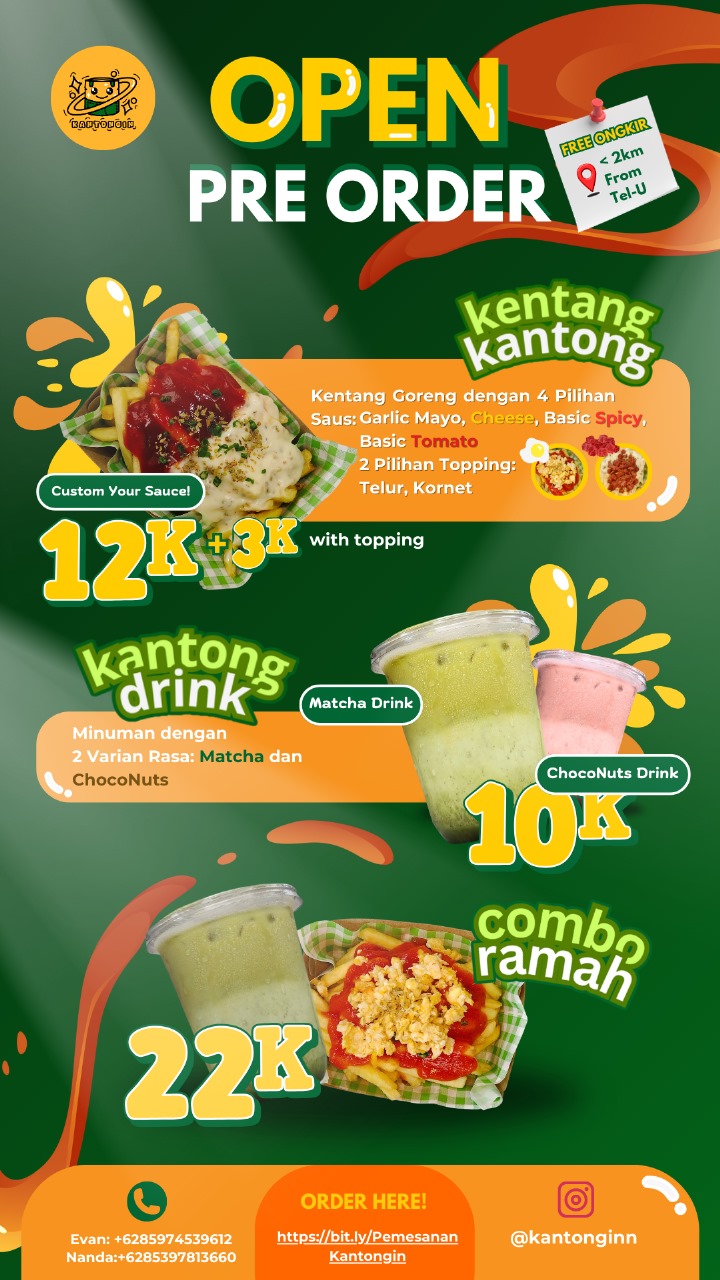 KANTONGIN
OPEN
PRE ORDER
FREE ONGKIR
< 2km
From
Tel-U
kentang
kantong
Kentang Goreng dengan 4 Pilihan
Saus: Garlic Mayo, Cheese, Basic Spicy,
Basic Tomato
2 Pilihan Topping:
Telur, Kornet
Custom Your Sauce!
12K + 3K with topping
kantong
drink
Matcha Drink
Minuman dengan
2 Varian Rasa: Matcha dan
ChocoNuts
ChocoNuts Drink
10K
combo
ramah
22K
Evan: +6285974539612
Nanda:+6285397813660
ORDER HERE!
https://bit.ly/Pemesanan
Kantongin
@kantonginn